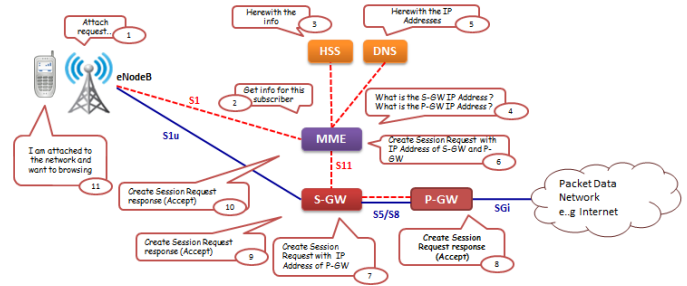 Attach
request...
1
Herewith the
info
3
Herewith the IP
Addresses
5
HSS
DNS
eNodeB
S1
Get info for this
subscriber
2
What is the S-GW IP Address ?
What is the P-GW IP Address ?
4
S1u
MME
Create Session Request with
IP Address of S-GW and P-
GW
6
I am attached to
the network and
want to browsing
11
S11
Create Session Request
response (Accept)
10
S-GW
P-GW
S5/S8
SGi
Packet Data
Network
e..g Internet
Create Session Request
response (Accept)
9
Create Session
Request with IP
Address of P-GW
7
Create Session
Request response
(Accept)
8